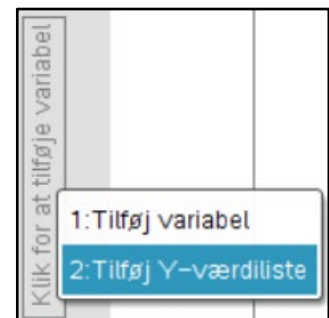 Klik for at tilføje variabel
1:Tilføj variabel
2:Tilføj Y-værdiliste